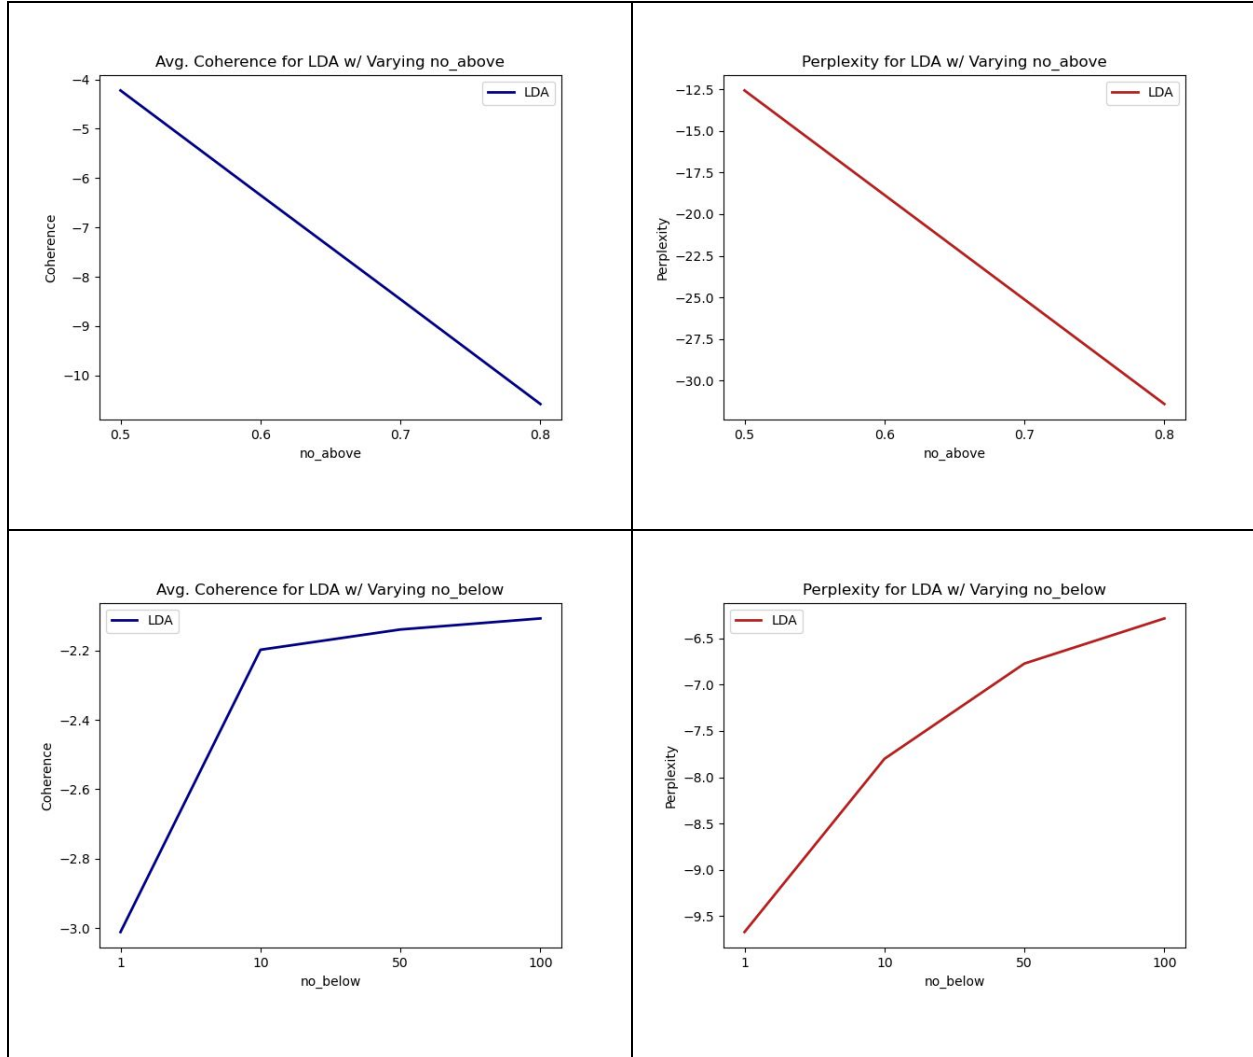 Avg. Coherence for LDA w/ Varying no_above
LDA
Coherence
−4
−5
−6
−7
−8
−9
−10
0.5 0.6 0.7 0.8
no_above
Perplexity for LDA w/ Varying no_above
LDA
Perplexity
−12.5
−15.0
−17.5
−20.0
−22.5
−25.0
−27.5
−30.0
0.5 0.6 0.7 0.8
no_above
Avg. Coherence for LDA w/ Varying no_below
LDA
Coherence
−2.2
−2.4
−2.6
−2.8
−3.0
1 10 50 100
no_below
Perplexity for LDA w/ Varying no_below
LDA
Perplexity
−6.5
−7.0
−7.5
−8.0
−8.5
−9.0
−9.5
1 10 50 100
no_below